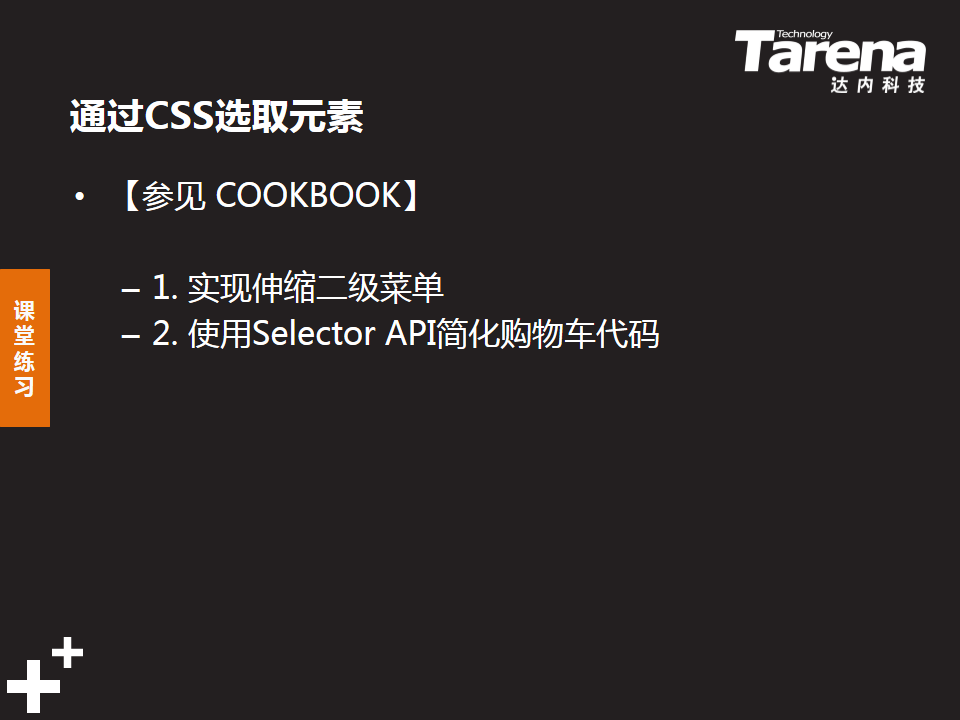 Technology
Tarena
达内科技
通过CSS选取元素
• 【参见 COOKBOOK】
– 1. 实现伸缩二级菜单
– 2. 使用Selector API简化购物车代码
课堂练习